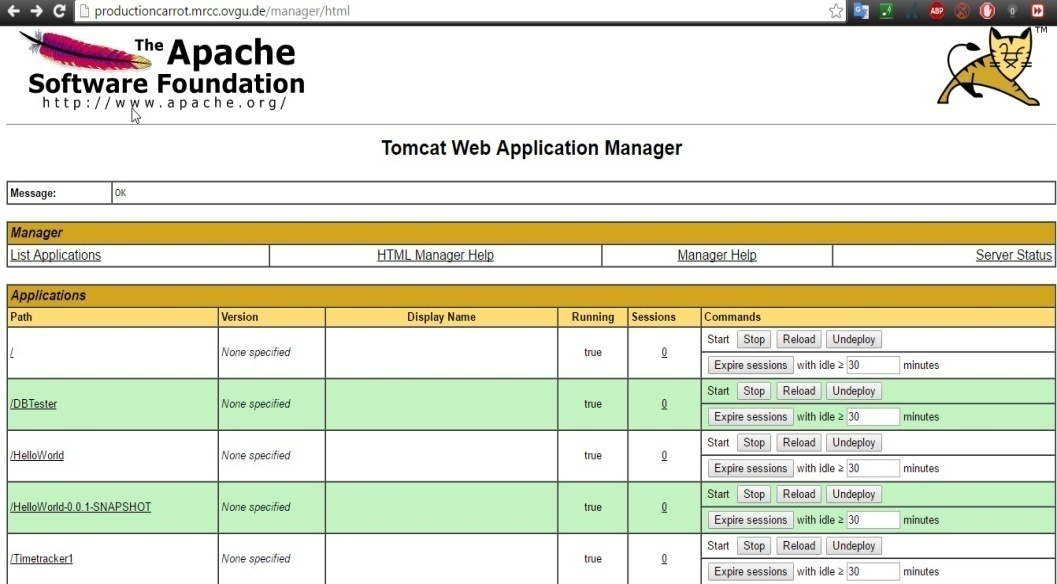 productioncarrot.mrcc.ovgu.de/manager/html
ABP
The Apache
Software Foundation
http://www.apache.org/
TM
Tomcat Web Application Manager
Message: OK
Manager
List Applications HTML Manager Help Manager Help Server Status
Applications
Path Version Display Name Running Sessions Commands
/ None specified true 0 Start Stop Reload Undeploy
Expire sessions with idle ≥ 30 minutes
/DBTester None specified true 0 Start Stop Reload Undeploy
Expire sessions with idle ≥ 30 minutes
/HelloWorld None specified true 0 Start Stop Reload Undeploy
Expire sessions with idle ≥ 30 minutes
/HelloWorld-0.0.1-SNAPSHOT None specified true 0 Start Stop Reload Undeploy
Expire sessions with idle ≥ 30 minutes
/Timetracker1 None specified true 0 Start Stop Reload Undeploy
Expire sessions with idle ≥ 30 minutes